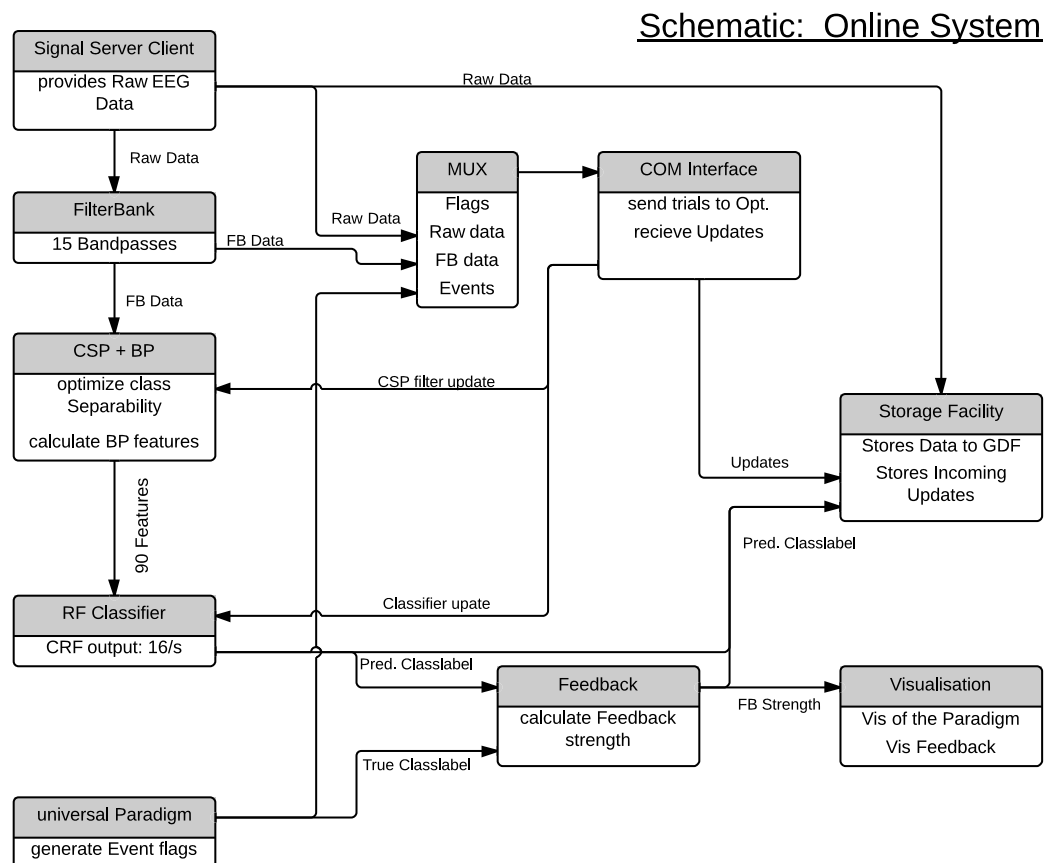 Schematic:  Online System
Signal Server Client
provides Raw EEG
Data
Raw Data
Raw Data
MUX
Flags
Raw data
FB data
Events
COM Interface
send trials to Opt.
recieve Updates
FilterBank
15 Bandpasses
Raw Data
FB Data
FB Data
CSP + BP
optimize class
Separability
calculate BP features
CSP filter update
Storage Facility
Stores Data to GDF
Stores Incoming
Updates
Updates
Pred. Classlabel
90 Features
RF Classifier
CRF output: 16/s
Classifier upate
Pred. Classlabel
Feedback
calculate Feedback
strength
FB Strength
Visualisation
Vis of the Paradigm
Vis Feedback
True Classlabel
universal Paradigm
generate Event flags